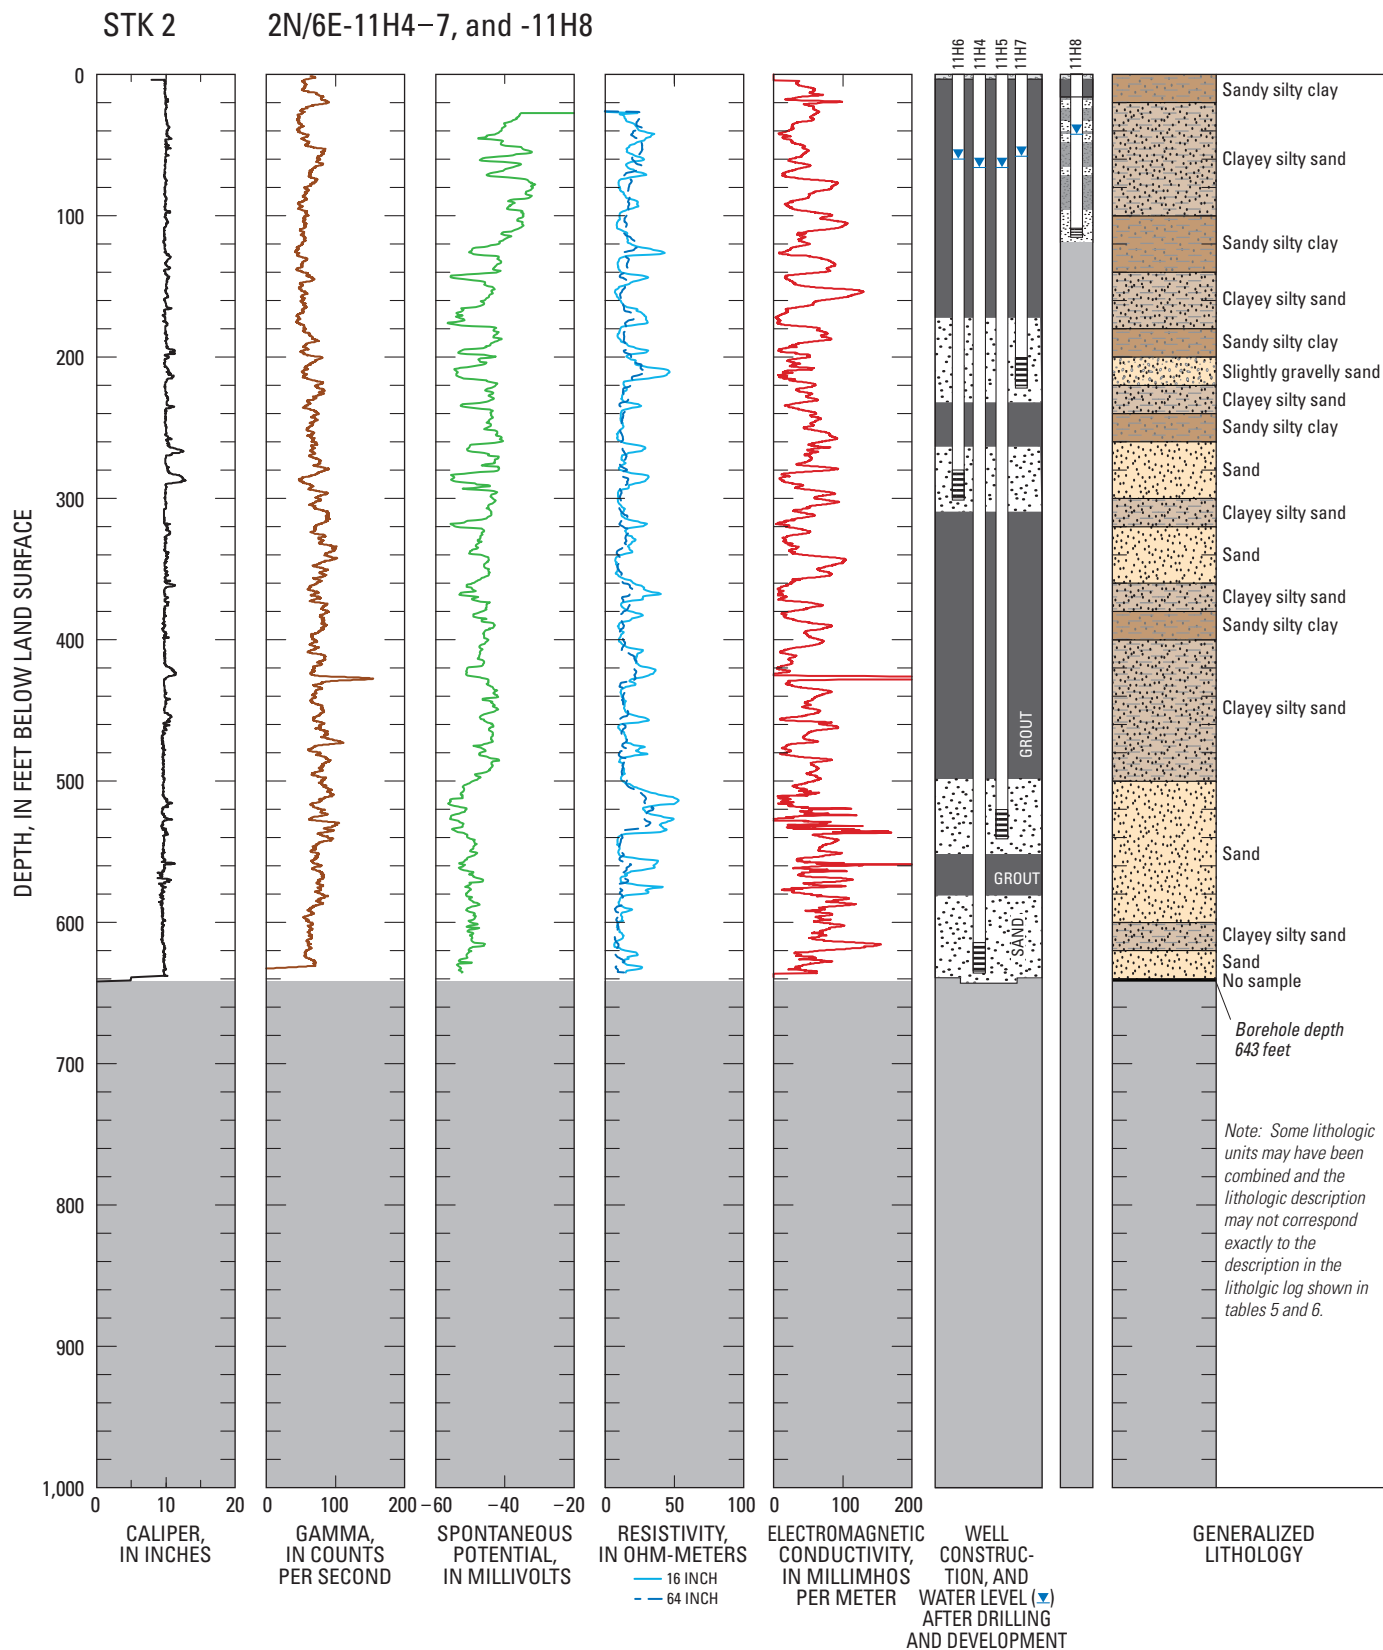 STK 2 2N/6E-11H4–7, and -11H8
11H6
11H4
11H5
11H7
11H8
DEPTH, IN FEET BELOW LAND SURFACE
0
100
200
300
400
500
600
700
800
900
1,000
Sandy silty clay
Clayey silty sand
Sandy silty clay
Clayey silty sand
Sandy silty clay
Slightly gravelly sand
Clayey silty sand
Sandy silty clay
Sand
Clayey silty sand
Sand
Clayey silty sand
Sandy silty clay
Clayey silty sand
Sand
Clayey silty sand
Sand
No sample
GROUT
GROUT
SAND
Borehole depth
643 feet
Note: Some lithologic
units may have been
combined and the
lithologic description
may not correspond
exactly to the
description in the
litholgic log shown in
tables 5 and 6.
0 10 20
0 100 200
–60 –40 –20
0 50 100
0 100 200
CALIPER,
IN INCHES
GAMMA,
IN COUNTS
PER SECOND
SPONTANEOUS
POTENTIAL,
IN MILLIVOLTS
RESISTIVITY,
IN OHM-METERS
16 INCH
64 INCH
ELECTROMAGNETIC
CONDUCTIVITY,
IN MILLIMHOS
PER METER
WELL
CONSTRUC-
TION, AND
WATER LEVEL ( )
AFTER DRILLING
AND DEVELOPMENT
GENERALIZED
LITHOLOGY